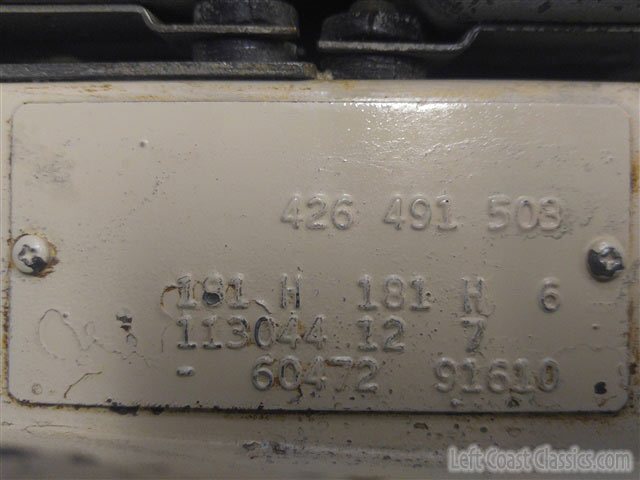 426 491 503
181 H 181 H 6
113044 12 7
- 60472 91610
Left Coast Classics.com